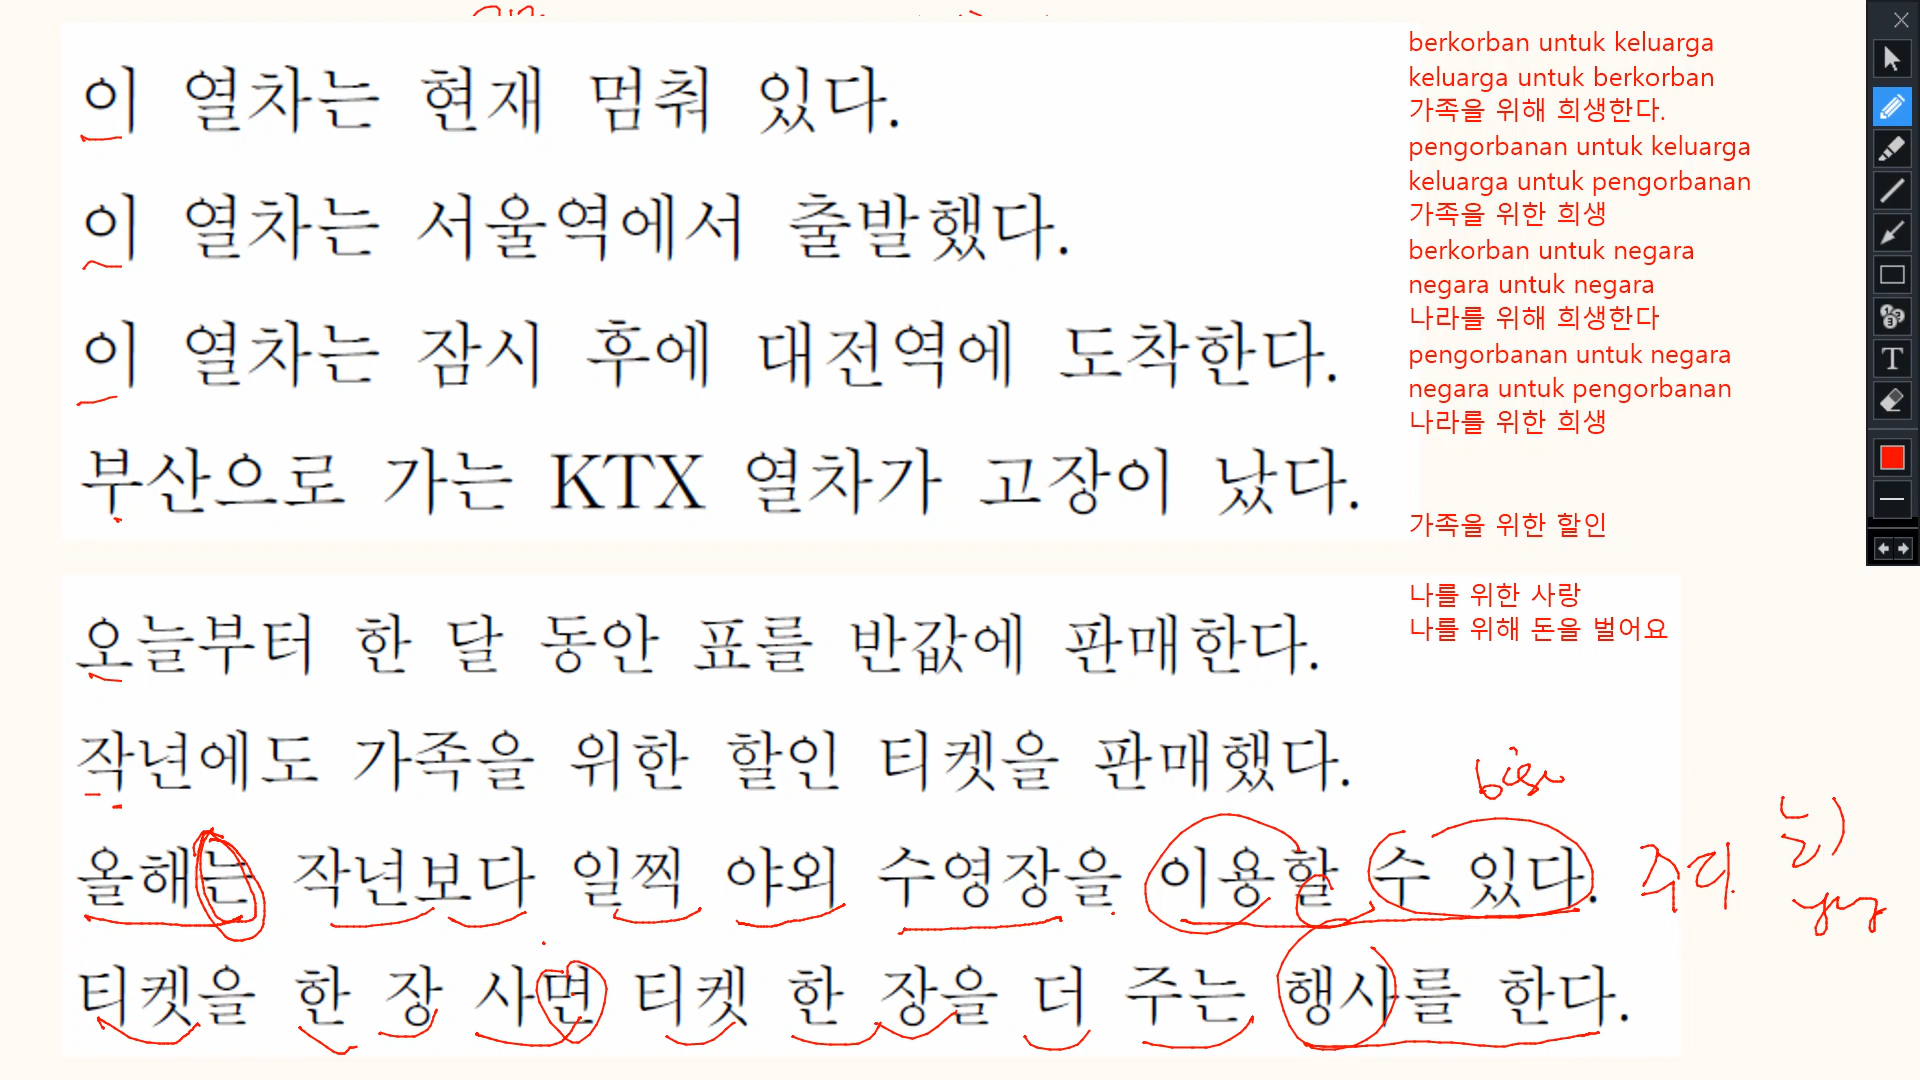 이 열차는 현재 멈춰 있다.
이 열차는 서울역에서 출발했다.
이 열차는 잠시 후에 대전역에 도착한다.
부산으로 가는 KTX 열차가 고장이 났다.
오늘부터 한 달 동안 표를 반값에 판매한다.
작년에도 가족을 위한 할인 티켓을 판매했다.
올해는 작년보다 일찍 야외 수영장을 이용할 수 있다.
티켓을 한 장 사면 티켓 한 장을 더 주는 행사를 한다.
berkorban untuk keluarga
keluarga untuk berkorban
가족을 위해 희생한다.
pengorbanan untuk keluarga
keluarga untuk pengorbanan
가족을 위한 희생
berkorban untuk negara
negara untuk negara
나라를 위해 희생한다
pengorbanan untuk negara
negara untuk pengorbanan
나라를 위한 희생
가족을 위한 할인
나를 위한 사랑
나를 위해 돈을 벌어요